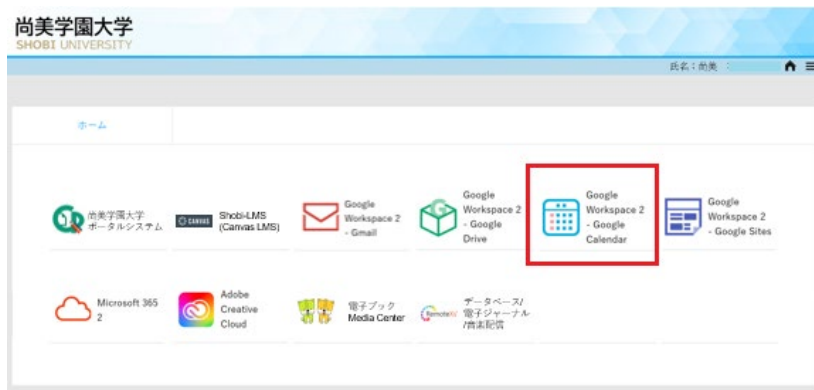 尚美学園大学
SHOBI UNIVERSITY
氏名：尚美
ホーム
尚美学園大学
ポータルシステム
CANVAS
Shobi-LMS
(Canvas LMS)
Google
Workspace 2
- Gmail
Google
Workspace 2
- Google
Drive
Google
Workspace 2
- Google
Calendar
Google
Workspace 2
- Google Sites
Microsoft 365
2
Adobe
Creative
Cloud
電子ブック
Media Center
データベース/
電子ジャーナル
/音楽配信